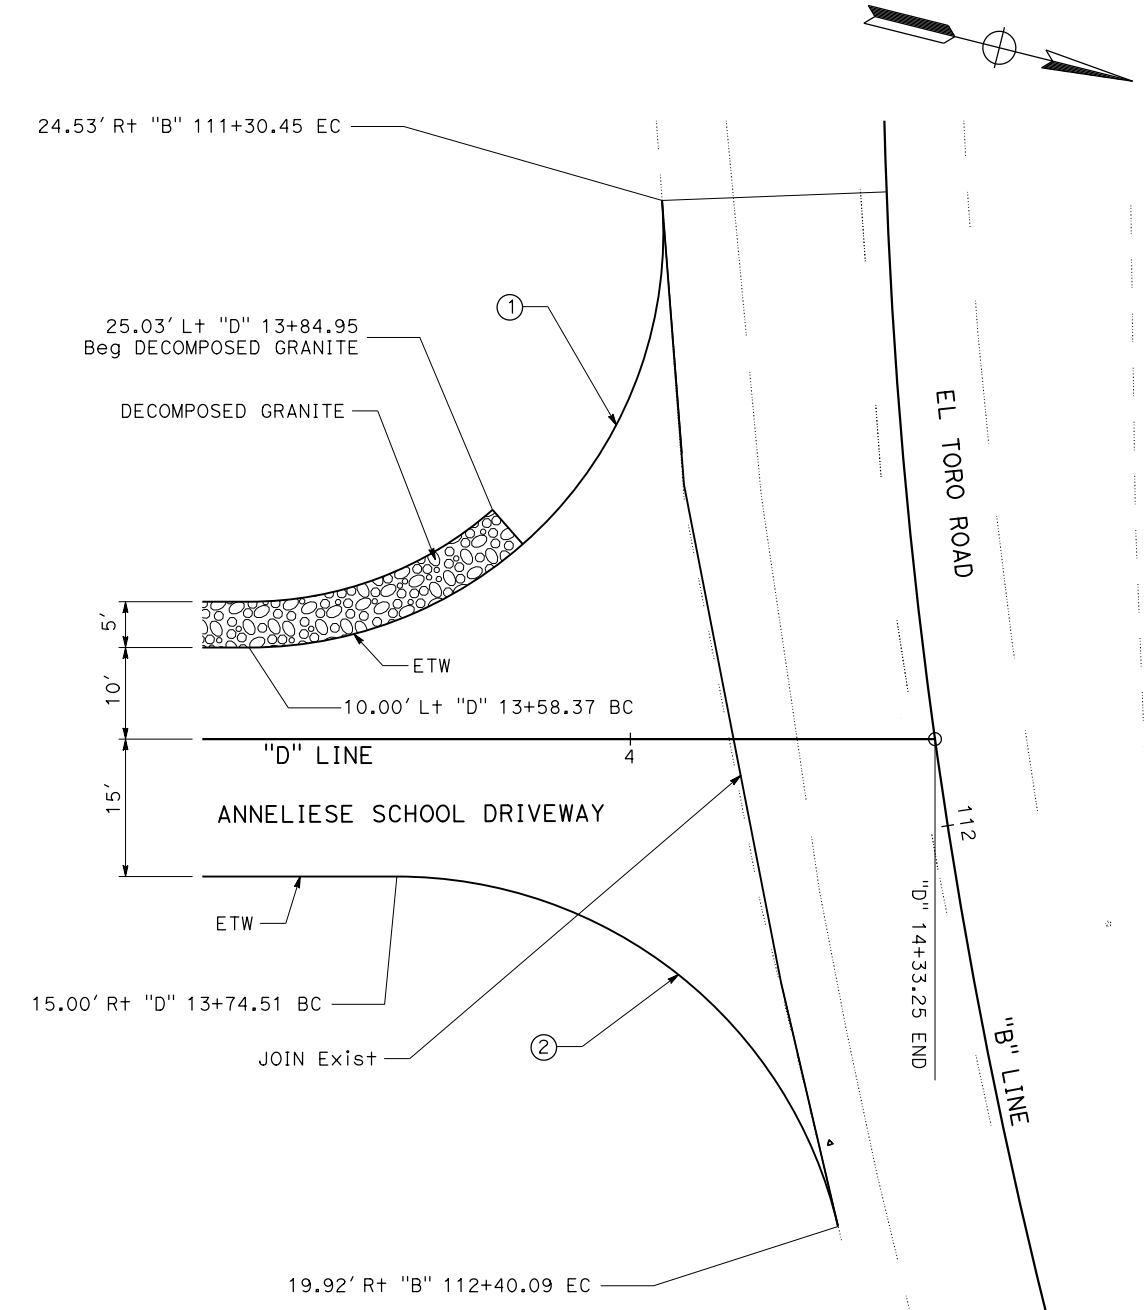 24.53' Rt "B" 111+30.45 EC
1
25.03' Lt "D" 13+84.95
Beg DECOMPOSED GRANITE
DECOMPOSED GRANITE
EL TORO ROAD
5'
ETW
10'
10.00' Lt "D" 13+58.37 BC
"D" LINE
4
15'
ANNELIESE SCHOOL DRIVEWAY
112
ETW
"D" 14+33.25 END
15.00' Rt "D" 13+74.51 BC
JOIN Exist
2
"B" LINE
19.92' Rt "B" 112+40.09 EC